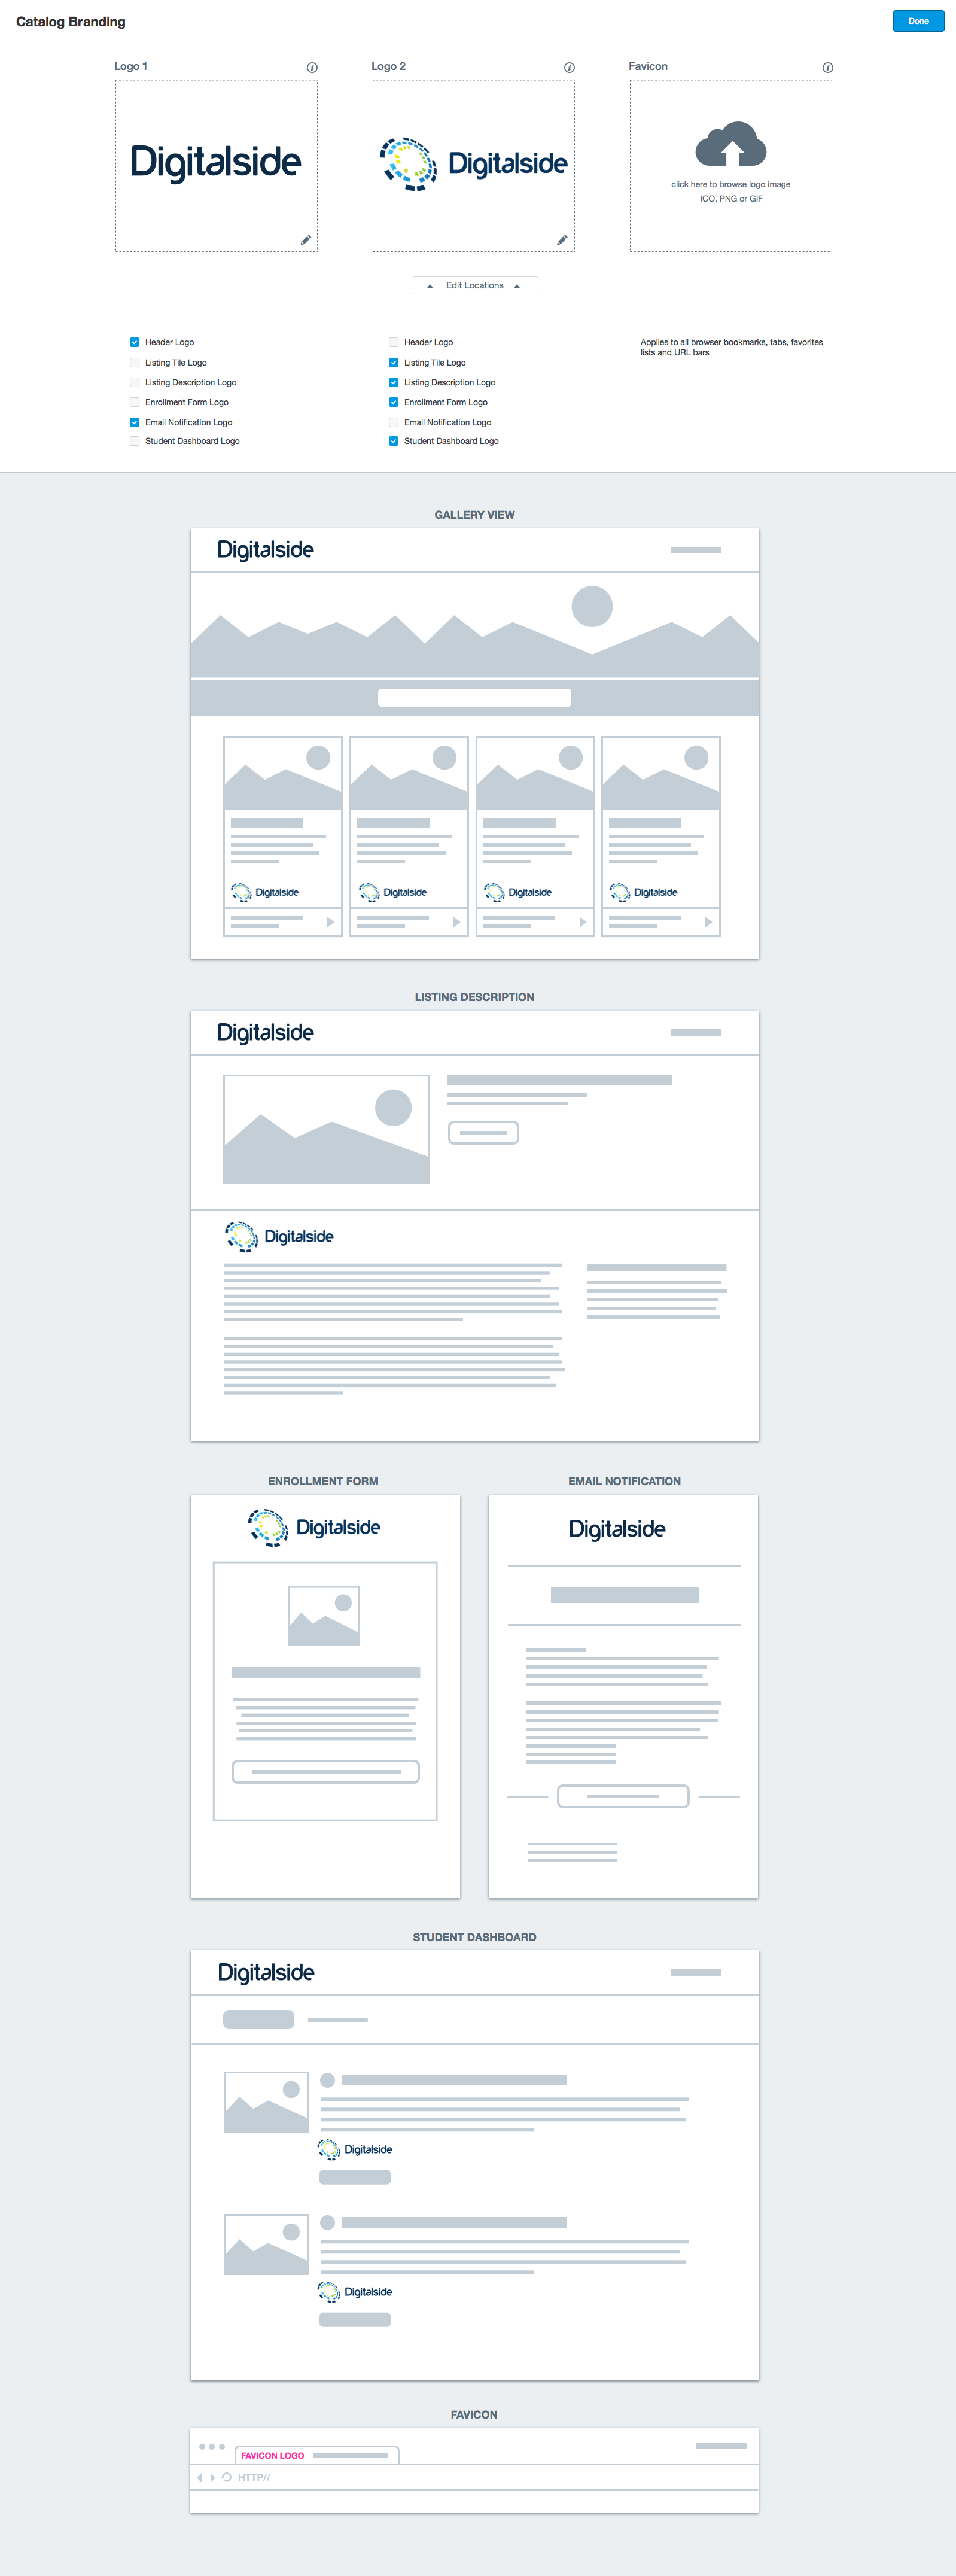 Catalog Branding
Done
Logo 1
Logo 2
Favicon
Digitalside
Digitalside
click here to browse logo image
ICO, PNG or GIF
Edit Locations
Header Logo
Listing Tile Logo
Listing Description Logo
Enrollment Form Logo
Email Notification Logo
Student Dashboard Logo
Header Logo
Listing Tile Logo
Listing Description Logo
Enrollment Form Logo
Email Notification Logo
Student Dashboard Logo
Applies to all browser bookmarks, tabs, favorites
lists and URL bars
GALLERY VIEW
Digitalside
Digitalside
Digitalside
Digitalside
Digitalside
LISTING DESCRIPTION
Digitalside
Digitalside
ENROLLMENT FORM
Digitalside
EMAIL NOTIFICATION
Digitalside
STUDENT DASHBOARD
Digitalside
Digitalside
Digitalside
FAVICON
FAVICON LOGO
HTTP//